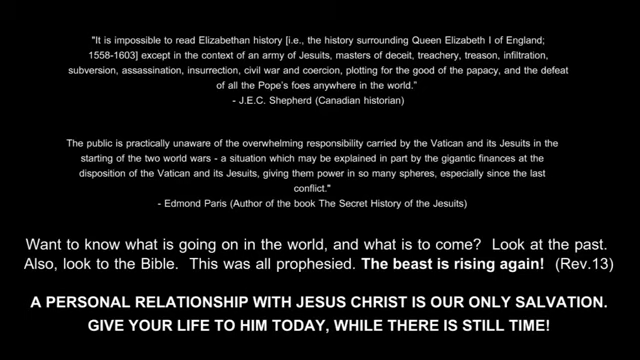 "It is impossible to read Elizabethan history [i.e., the history surrounding Queen Elizabeth I of England;
1558-1603] except in the context of an army of Jesuits, masters of deceit, treachery, treason, infiltration,
subversion, assassination, insurrection, civil war and coercion, plotting for the good of the papacy, and the defeat
of all the Pope's foes anywhere in the world."
- J.E.C. Shepherd (Canadian historian)
The public is practically unaware of the overwhelming responsibility carried by the Vatican and its Jesuits in the
starting of the two world wars - a situation which may be explained in part by the gigantic finances at the
disposition of the Vatican and its Jesuits, giving them power in so many spheres, especially since the last
conflict."
- Edmond Paris (Author of the book The Secret History of the Jesuits)
Want to know what is going on in the world, and what is to come? Look at the past.
Also, look to the Bible. This was all prophesied. The beast is rising again! (Rev.13)
A PERSONAL RELATIONSHIP WITH JESUS CHRIST IS OUR ONLY SALVATION.
GIVE YOUR LIFE TO HIM TODAY, WHILE THERE IS STILL TIME!